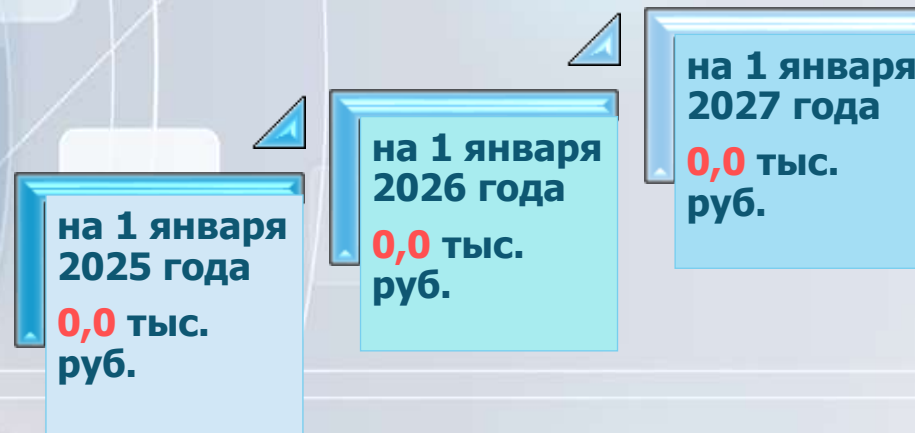 на 1 января
2025 года
0,0 тыс.
руб.
на 1 января
2026 года
0,0 тыс.
руб.
на 1 января
2027 года
0,0 тыс.
руб.